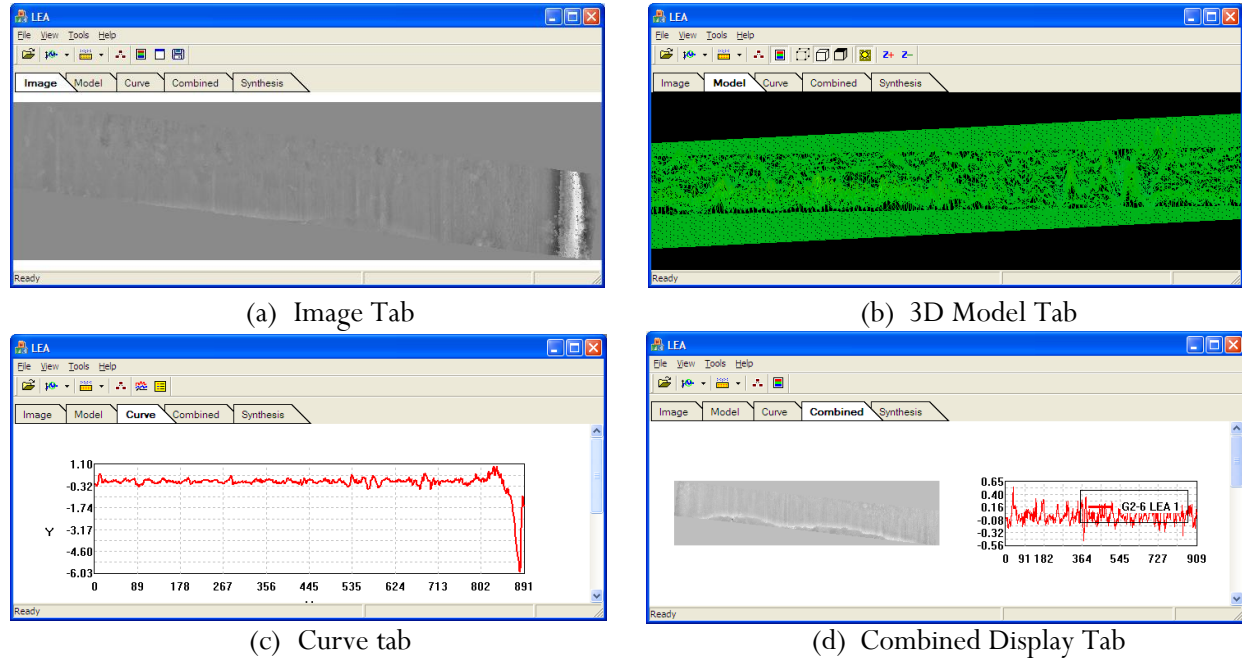 LEA
File View Tools Help
Image Model Curve Combined Synthesis
Ready
(a) Image Tab
LEA
File View Tools Help
Z+ Z-
Image Model Curve Combined Synthesis
Ready
(b) 3D Model Tab
LEA
File View Tools Help
Image Model Curve Combined Synthesis
1.10
-0.32
-1.74
Y
-3.17
-4.60
-6.03
0 89 178 267 356 445 535 624 713 802 891
Ready
(c) Curve tab
LEA
File View Tools Help
Image Model Curve Combined Synthesis
0.65
0.40
0.16
G2-6 LEA 1
-0.08
-0.32
-0.56
0 91 182 364 545 727 909
Ready
(d) Combined Display Tab